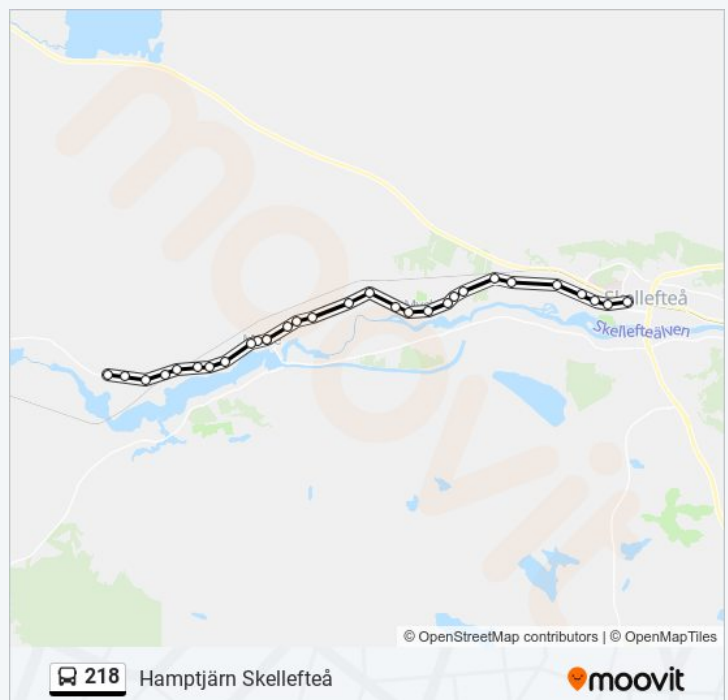 Skellefteå
Skellefteälven
© OpenStreetMap contributors | © OpenMapTiles
218 Hamptjärn Skellefteå
moovit